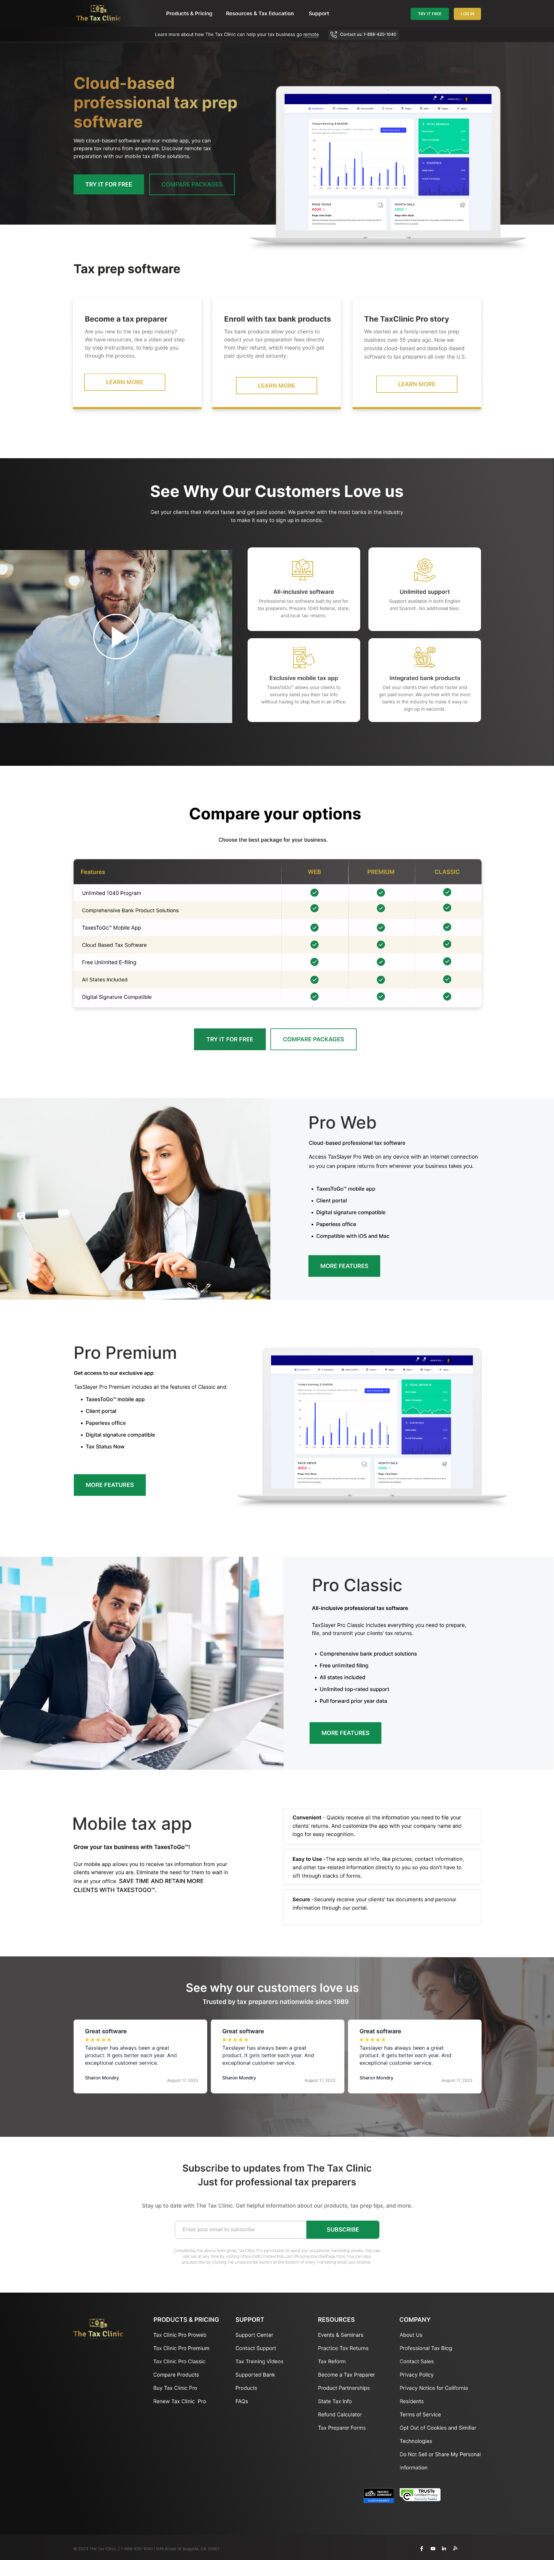 The Tax Clinic
Products & Pricing
Resources & Tax Education
Support
TRY IT FREE
LOG IN
Learn more about how The Tax Clinic can help your tax business go remote
Contact us: 1-888-420-1040
Cloud-based
professional tax prep
software
Web cloud-based software and our mobile app, you can
prepare tax returns from anywhere. Discover remote tax
preparation with our mobile tax office solutions.
TRY IT FOR FREE
COMPARE PACKAGES
Tax prep software
Become a tax preparer
Are you new to the tax prep industry?
We have resources, like a video and step
by step instructions, to help guide you
through the process.
LEARN MORE
Enroll with tax bank products
Tax bank products allow your clients to
deduct your tax preparation fees directly
from their refund, which means you'll get
paid quickly and securely.
LEARN MORE
The TaxClinic Pro story
We started as a family-owned tax prep
business over 55 years ago. Now we
provide cloud-based and desktop-based
software to tax preparers all over the U.S.
LEARN MORE
See Why Our Customers Love us
Get your clients their refund faster and get paid sooner. We partner with the most banks in the industry
to make it easy to sign up in seconds.
All-inclusive software
Professional tax software built by and for
tax preparers. Prepare 1040 federal, state,
and local tax returns.
Unlimited support
Support available in both English
and Spanish. No additional fees.
Exclusive mobile tax app
TaxesToGo™ allows your clients to
securely send you their tax info
without having to step foot in an office.
Integrated bank products
Get your clients their refund faster and
get paid sooner. We partner with the most
banks in the industry to make it easy to
sign up in seconds.
Compare your options
Choose the best package for your business.
Features
WEB
PREMIUM
CLASSIC
Unlimited 1040 Program
Comprehensive Bank Product Solutions
TaxesToGo™ Mobile App
Cloud Based Tax Software
Free Unlimited E-filing
All States Included
Digital Signature Compatible
TRY IT FOR FREE
COMPARE PACKAGES
Pro Web
Cloud-based professional tax software
Access TaxSlayer Pro Web on any device with an internet connection
so you can prepare returns from wherever your business takes you.
TaxesToGo™ mobile app
Client portal
Digital signature compatible
Paperless office
Compatible with iOS and Mac
MORE FEATURES
Pro Premium
Get access to our exclusive app
TaxSlayer Pro Premium includes all the features of Classic and:
TaxesToGo™ mobile app
Client portal
Paperless office
Digital signature compatible
Tax Status Now
MORE FEATURES
Pro Classic
All-inclusive professional tax software
TaxSlayer Pro Classic includes everything you need to prepare,
file, and transmit your clients' tax returns.
Comprehensive bank product solutions
Free unlimited filing
All states included
Unlimited top-rated support
Pull forward prior year data
MORE FEATURES
Mobile tax app
Grow your tax business with TaxesToGo™!
Our mobile app allows you to receive tax information from your
clients wherever you are. Eliminate the need for them to wait in
line at your office. SAVE TIME AND RETAIN MORE
CLIENTS WITH TAXESTOGO™.
Convenient - Quickly receive all the information you need to file your
clients' returns. And customize the app with your company name and
logo for easy recognition.
Easy to Use -The app sends all info, like pictures, contact information,
and other tax-related information directly to you so you don't have to
sift through stacks of forms.
Secure -Securely receive your clients' tax documents and personal
information through our portal.
See why our customers love us
Trusted by tax preparers nationwide since 1989
Great software
Taxslayer has always been a great
product. It gets better each year. And
exceptional customer service.
Sharon Mondry
August 17, 2023
Great software
Taxslayer has always been a great
product. It gets better each year. And
exceptional customer service.
Sharon Mondry
August 17, 2023
Great software
Taxslayer has always been a great
product. It gets better each year. And
exceptional customer service.
Sharon Mondry
August 17, 2023
Subscribe to updates from The Tax Clinic
Just for professional tax preparers
Stay up to date with The Tax Clinic. Get helpful information about our products, tax prep tips, and more.
Enter your email to subscribe
SUBSCRIBE
The Tax Clinic
PRODUCTS & PRICING
Tax Clinic Pro Proweb
Tax Clinic Pro Premium
Tax Clinic Pro Classic
Compare Products
Buy Tax Clinic Pro
Renew Tax Clinic Pro
SUPPORT
Support Center
Contact Support
Tax Training Videos
Supported Bank
Products
FAQs
RESOURCES
Events & Seminars
Practice Tax Returns
Tax Reform
Become a Tax Preparer
Product Partnerships
State Tax Info
Refund Calculator
Tax Preparer Forms
COMPANY
About Us
Professional Tax Blog
Contact Sales
Privacy Policy
Privacy Notice for California
Residents
Terms of Service
Opt Out of Cookies and Similiar
Technologies
Do Not Sell or Share My Personal
Information
TRUSTe